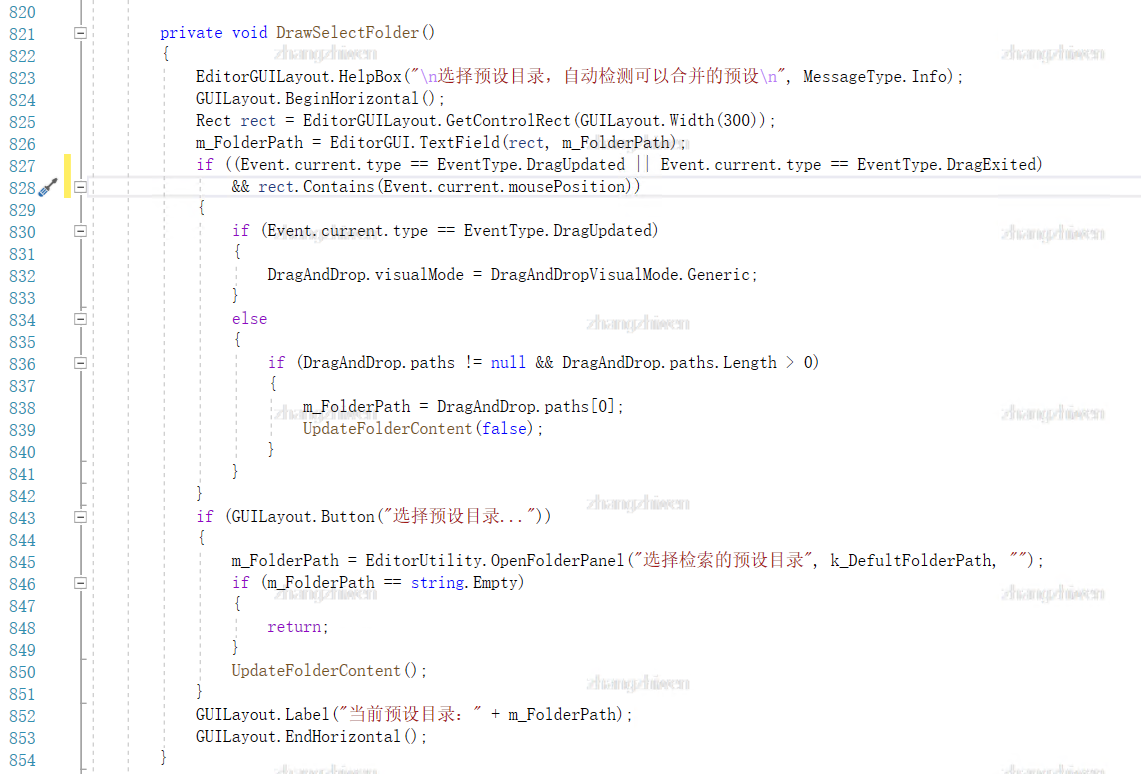 820
821 private void DrawSelectFolder()
822 {
823 EditorGUILayout.HelpBox("\n选择预设目录，自动检测可以合并的预设\n", MessageType.Info);
824 GUILayout.BeginHorizontal();
825 Rect rect = EditorGUILayout.GetControlRect(GUILayout.Width(300));
826 m_FolderPath = EditorGUI.TextField(rect, m_FolderPath);
827 if ((Event.current.type == EventType.DragUpdated || Event.current.type == EventType.DragExited)
828 && rect.Contains(Event.current.mousePosition))
829 {
830 if (Event.current.type == EventType.DragUpdated)
831 {
832 DragAndDrop.visualMode = DragAndDropVisualMode.Generic;
833 }
834 else
835 {
836 if (DragAndDrop.paths != null && DragAndDrop.paths.Length > 0)
837 {
838 m_FolderPath = DragAndDrop.paths[0];
839 UpdateFolderContent(false);
840 }
841 }
842 }
843 if (GUILayout.Button("选择预设目录..."))
844 {
845 m_FolderPath = EditorUtility.OpenFolderPanel("选择检索的预设目录", k_DefultFolderPath, "");
846 if (m_FolderPath == string.Empty)
847 {
848 return;
849 }
850 UpdateFolderContent();
851 }
852 GUILayout.Label("当前预设目录：" + m_FolderPath);
853 GUILayout.EndHorizontal();
854 }